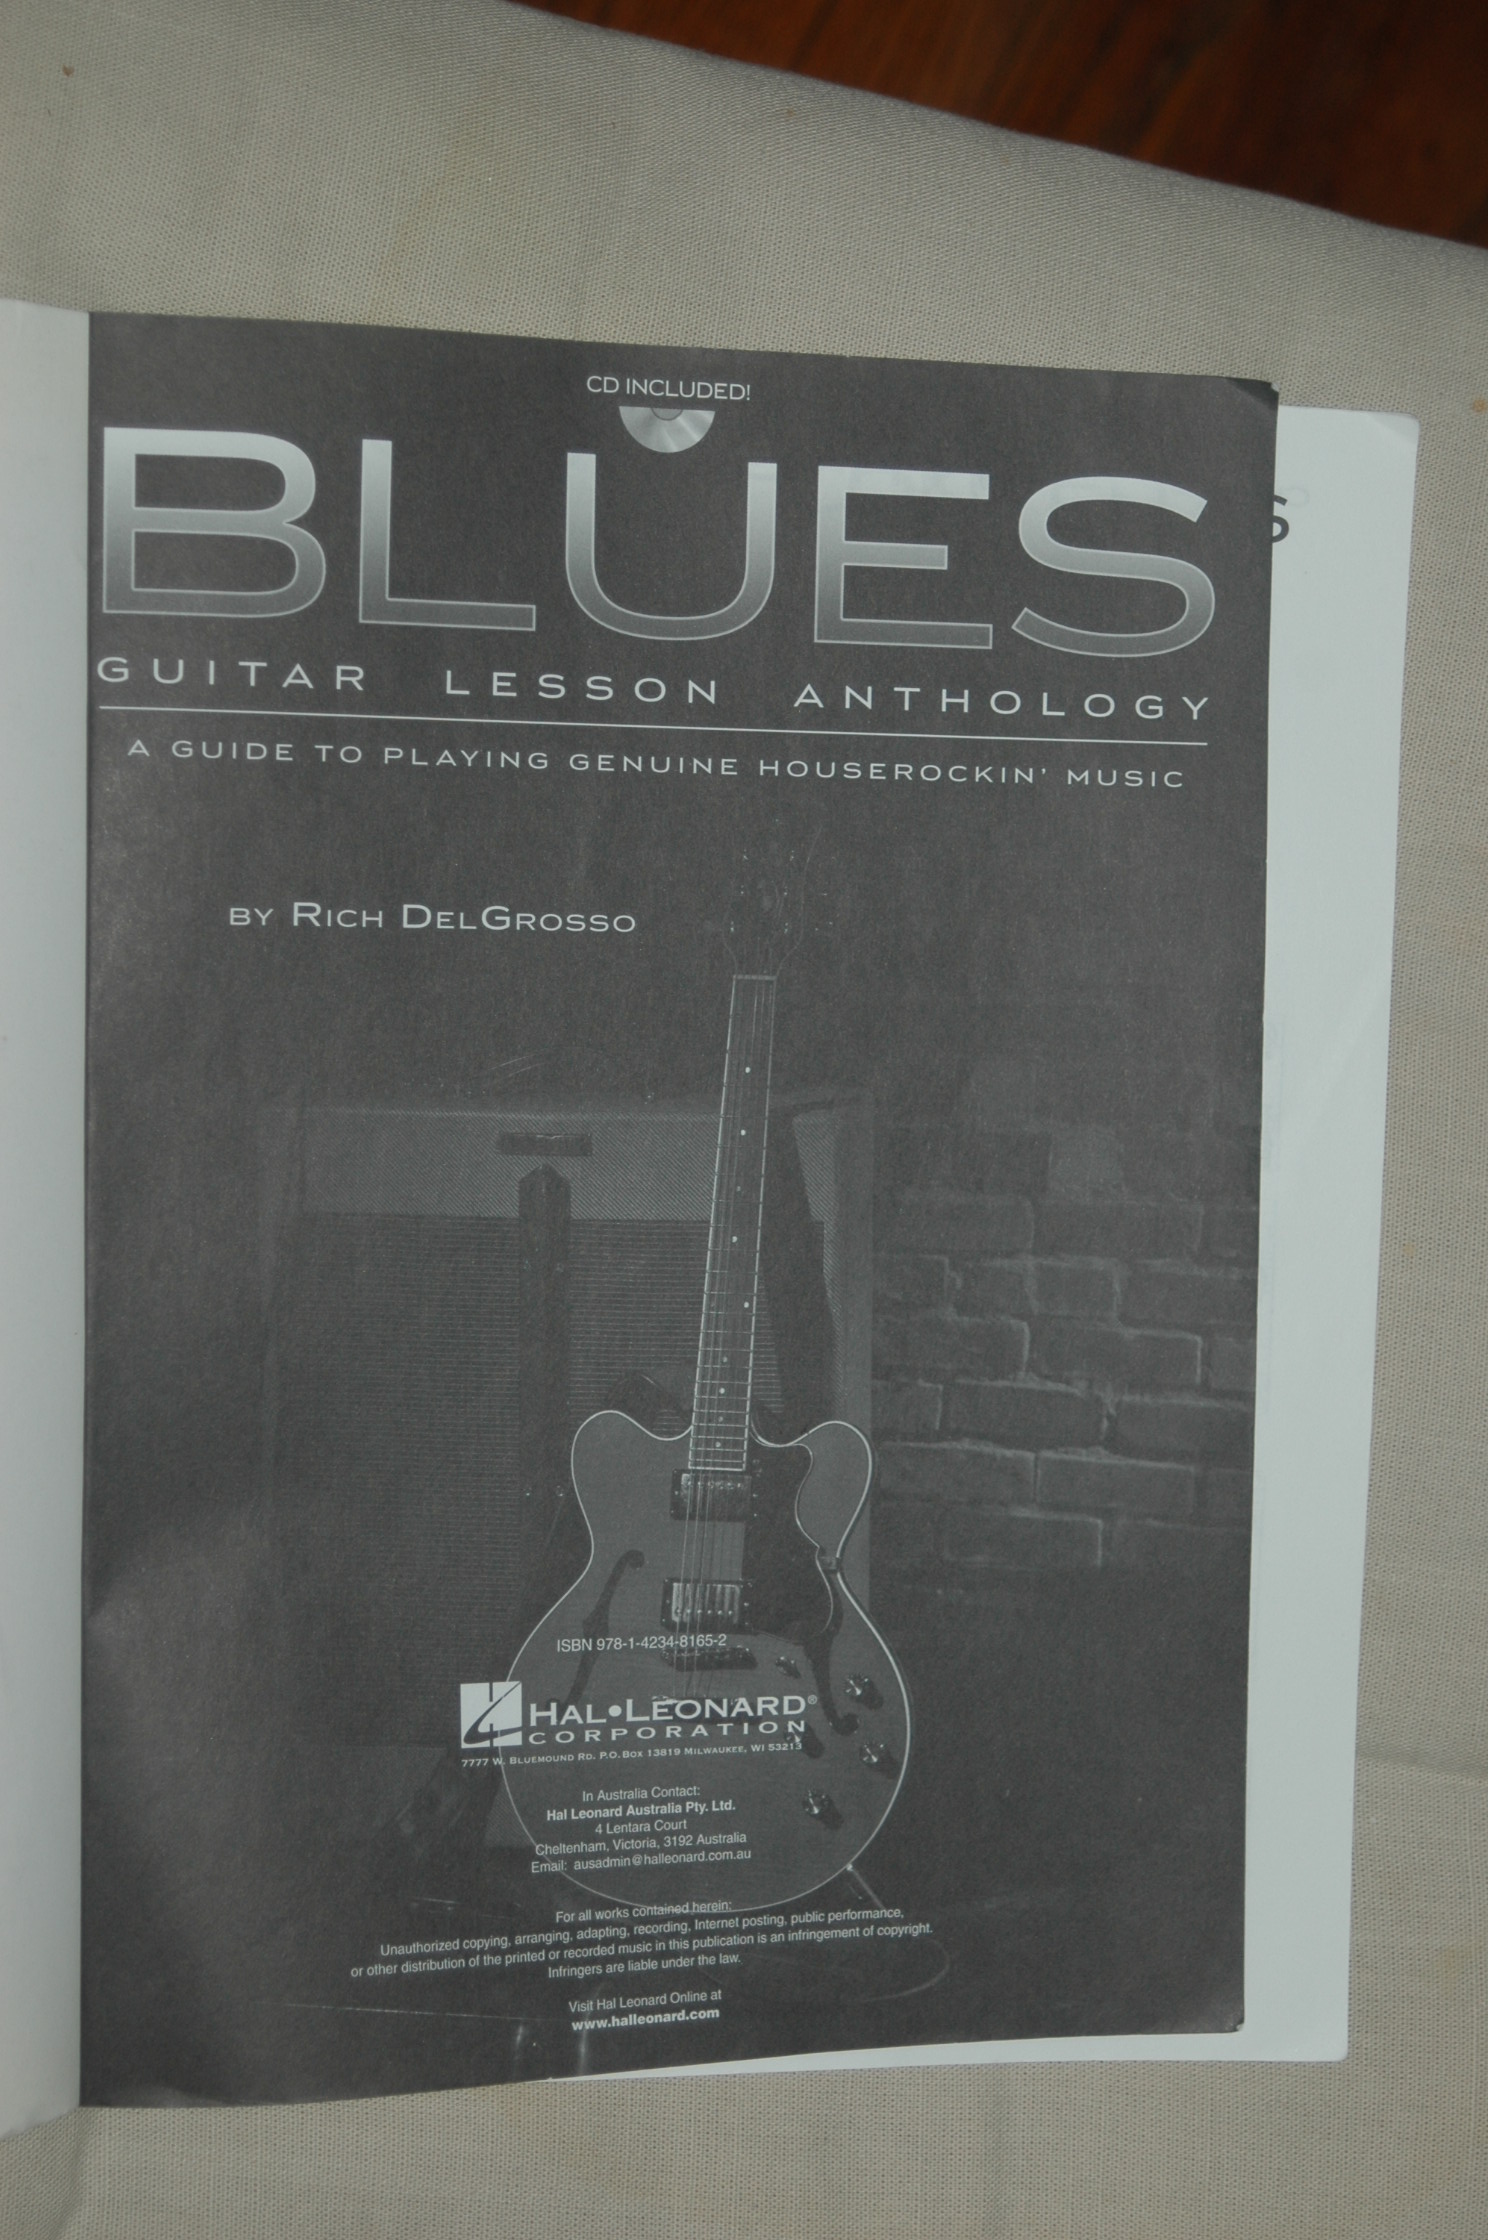 CD INCLUDED!
BLUES
GUITAR LESSON ANTHOLOGY
A GUIDE TO PLAYING GENUINE HOUSEROCKIN' MUSIC
BY RICH DELGROSSO
ISBN 978-1-4234-8165-2
HAL•LEONARD®
CORPORATION
7777 W. BLUEMOUND RD. P.O. BOX 13819 MILWAUKEE, WI 53213
In Australia Contact:
Hal Leonard Australia Pty. Ltd.
4 Lentara Court
Cheltenham, Victoria, 3192 Australia
Email: ausadmin@halleonard.com.au
For all works contained herein:
Unauthorized copying, arranging, adapting, recording, Internet posting, public performance,
or other distribution of the printed or recorded music in this publication is an infringement of copyright.
Infringers are liable under the law.
Visit Hal Leonard Online at
www.halleonard.com